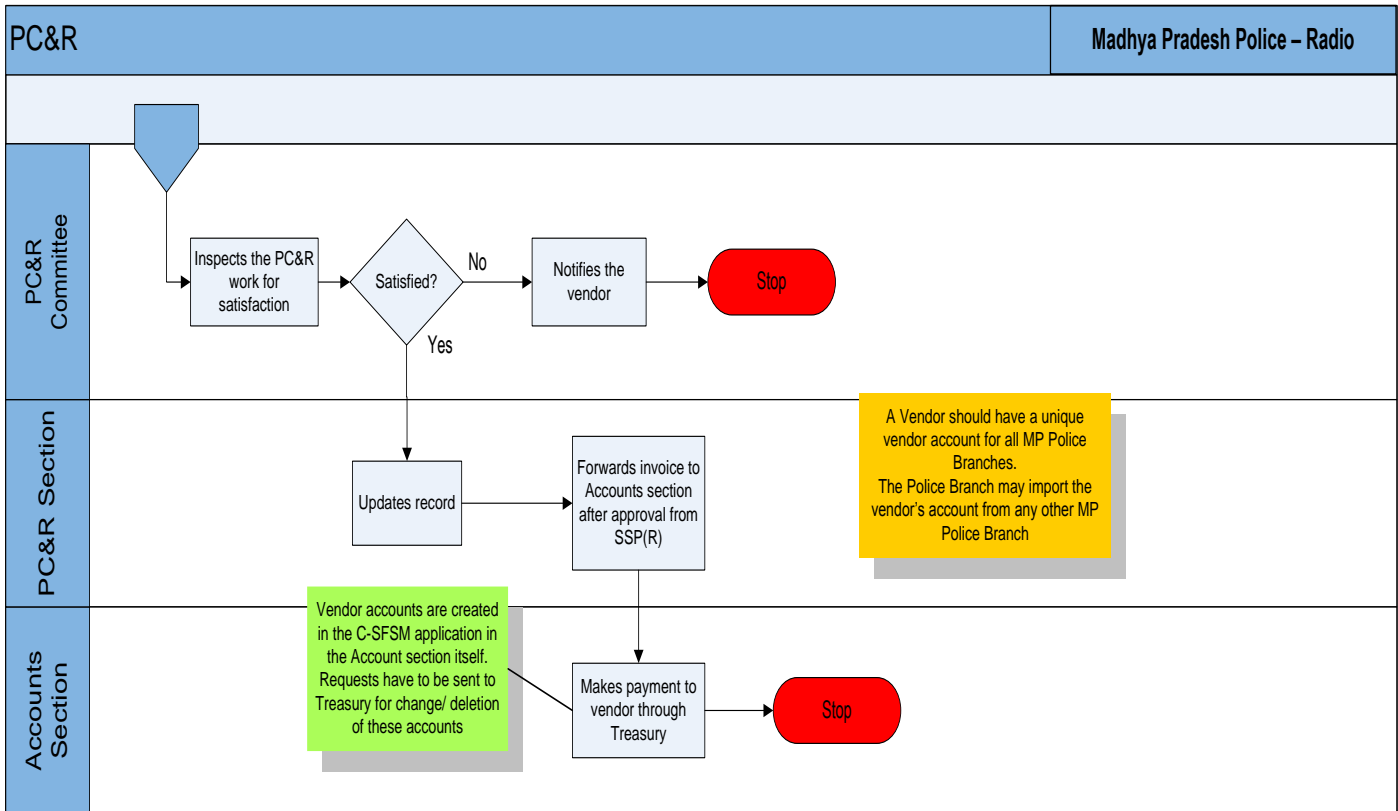 PC&R
Madhya Pradesh Police – Radio
PC&R
Committee
Inspects the PC&R
work for
satisfaction
Satisfied?
No
Notifies the
vendor
Stop
Yes
PC&R Section
Updates record
Forwards invoice to
Accounts section
after approval from
SSP(R)
A Vendor should have a unique
vendor account for all MP Police
Branches.
The Police Branch may import the
vendor's account from any other MP
Police Branch
Accounts
Section
Vendor accounts are created
in the C-SFSM application in
the Account section itself.
Requests have to be sent to
Treasury for change/ deletion
of these accounts
Makes payment to
vendor through
Treasury
Stop